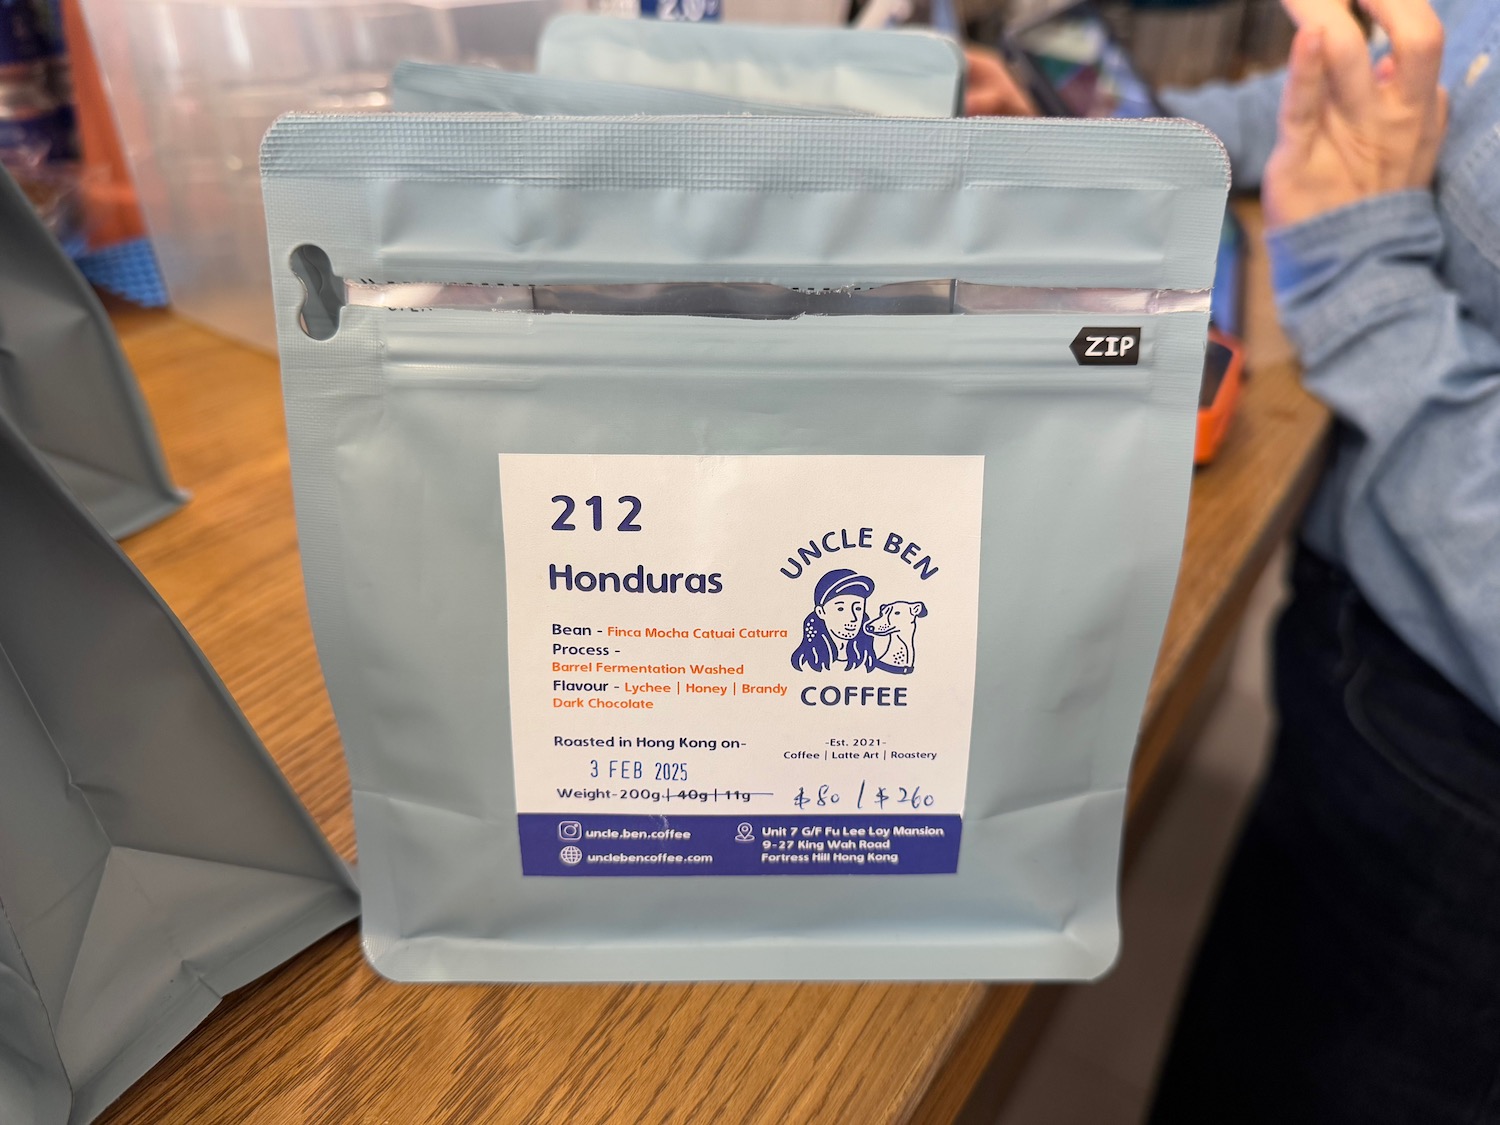 2.0
ZIP
212
Honduras
Bean - Finca Mocha Catuai Caturra
Process -
Barrel Fermentation Washed
Flavour - Lychee | Honey | Brandy
Dark Chocolate
Roasted in Hong Kong on-
3 FEB 2025
Weight-200g | 40g | 11g
UNCLE BEN
COFFEE
-Est. 2021-
Coffee | Latte Art | Roastery
$80 / $260
uncle.ben.coffee
unclebencoffee.com
Unit 7 G/F Fu Lee Loy Mansion
9-27 King Wah Road
Fortress Hill Hong Kong